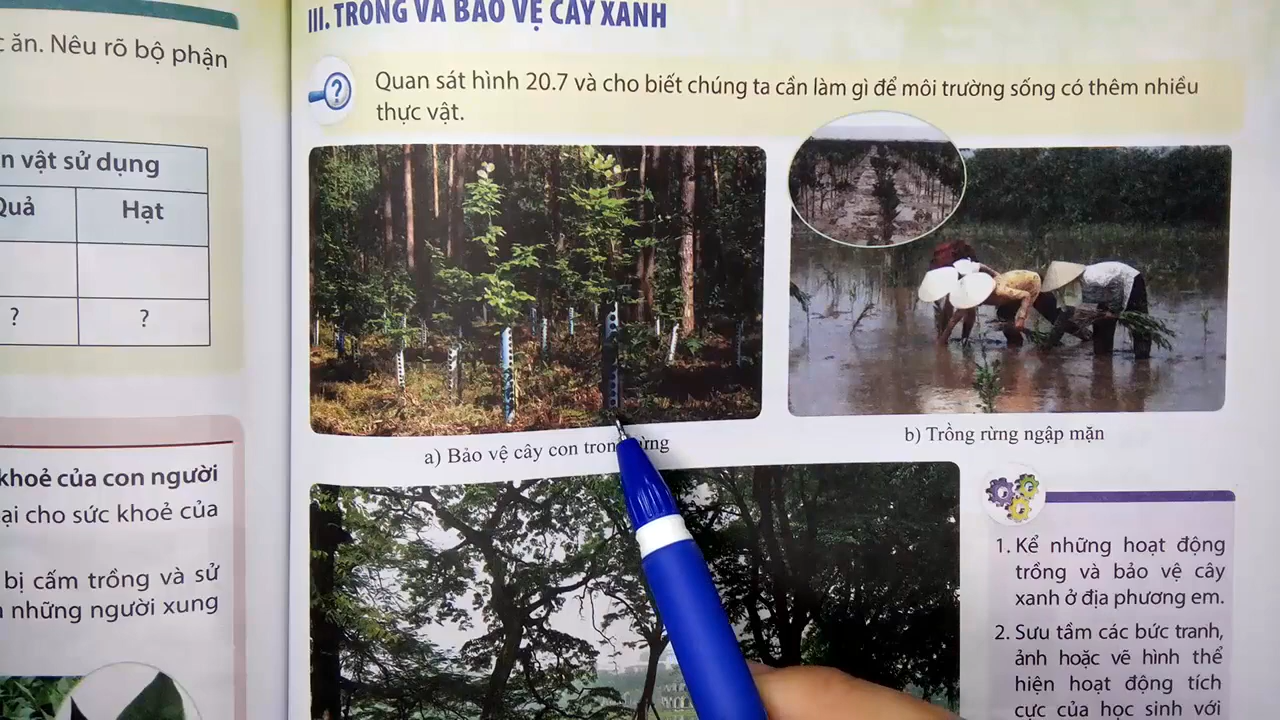 ăn. Nêu rõ bộ phận
n vật sử dụng
Quả
Hạt
?
?
khoẻ của con người
ại cho sức khoẻ của
bị cấm trồng và sử
những người xung
III. TRỒNG VÀ BẢO VỆ CÂY XANH
?
Quan sát hình 20.7 và cho biết chúng ta cần làm gì để môi trường sống có thêm nhiều
thực vật.
a) Bảo vệ cây con trong rừng
b) Trồng rừng ngập mặn
1. Kể những hoạt động
trồng và bảo vệ cây
xanh ở địa phương em.
2. Sưu tầm các bức tranh,
ảnh hoặc vẽ hình thể
hiện hoạt động tích
cực của học sinh với